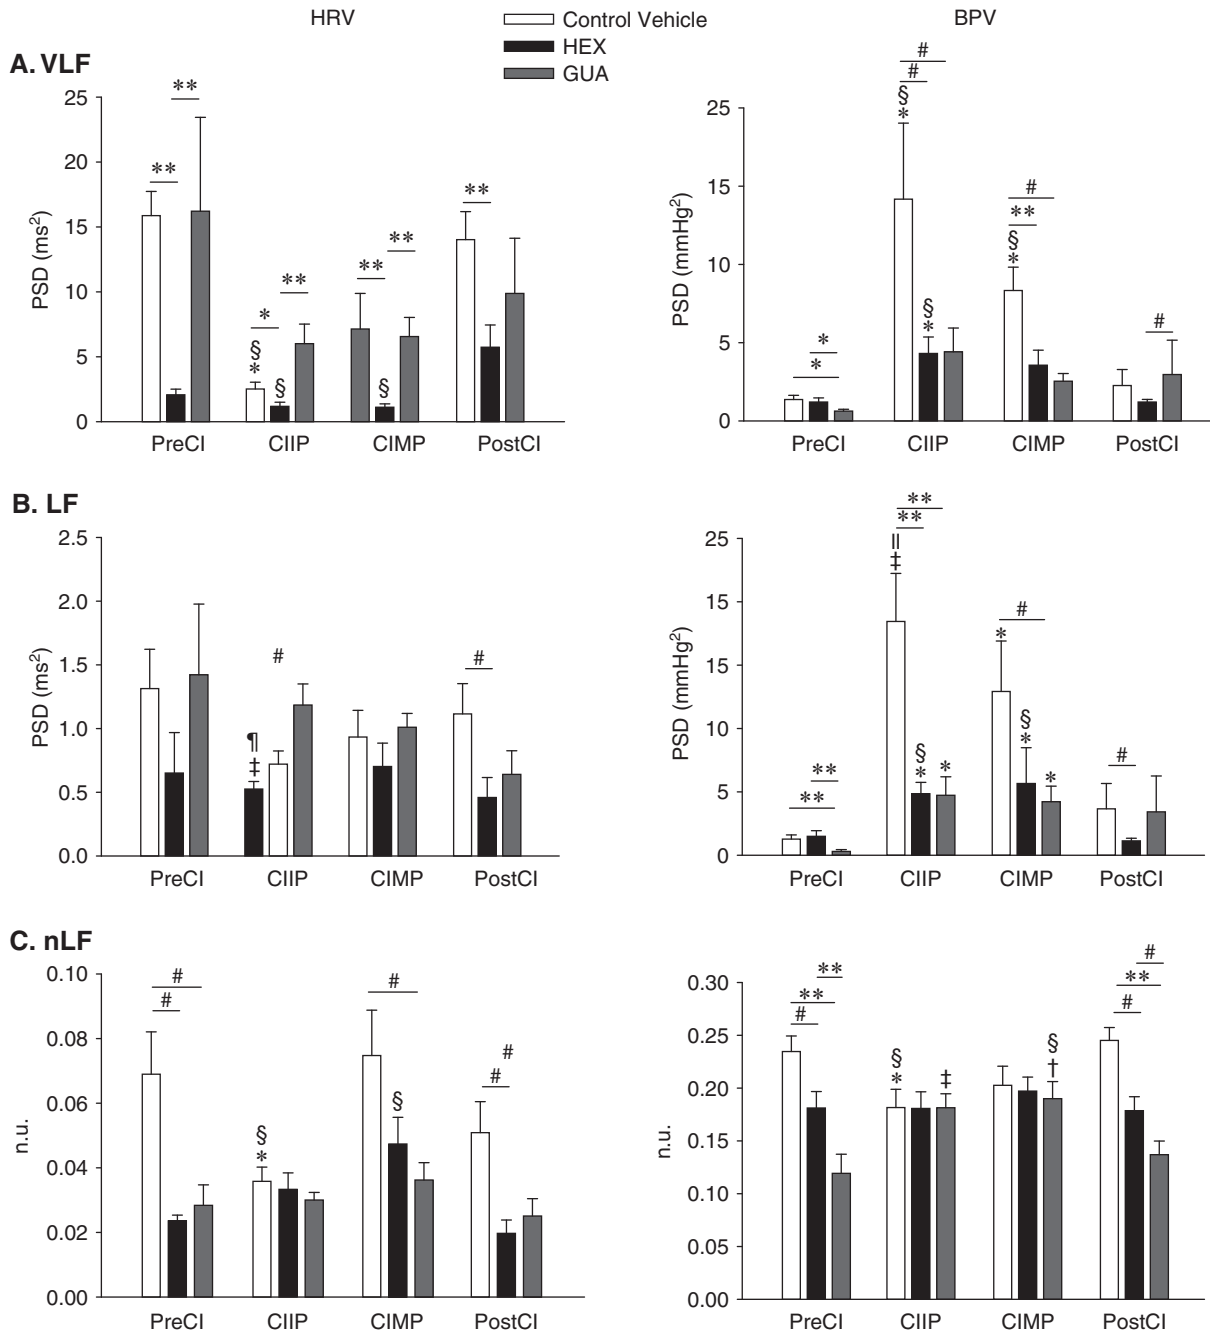 HRV
Control Vehicle
HEX
GUA
BPV
A. VLF
PSD (ms²)
25
20
15
10
5
0
** **
** * § * § **
** ** §
**
PreCI CIIP CIMP PostCI
PSD (mmHg²)
25
15
10
5
0
* *
# # § * § *
# ** § *
#
PreCI CIIP CIMP PostCI
B. LF
PSD (ms²)
2.5
2.0
1.5
1.0
0.5
0.0
# ¶ ‡
#
PreCI CIIP CIMP PostCI
PSD (mmHg²)
25
15
15
10
5
0
** **
** ** || ‡ § * *
# * § * *
#
PreCI CIIP CIMP PostCI
C. nLF
n.u.
0.10
0.08
0.06
0.04
0.02
0.00
# #
§ *
# §
# #
PreCI CIIP CIMP PostCI
n.u.
0.30
0.25
0.20
0.15
0.10
0.05
0.00
** ** #
§ * ‡
§ †
# ** #
PreCI CIIP CIMP PostCI